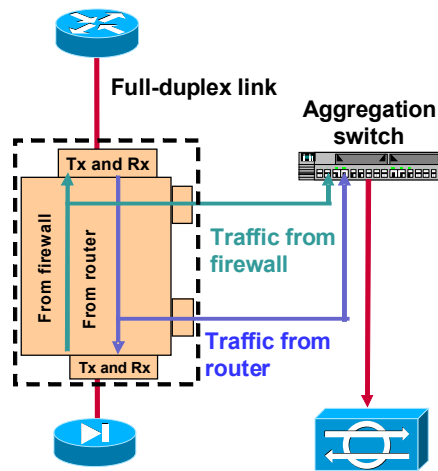 Full-duplex link
Aggregation
switch
Tx and Rx
From firewall
From router
Traffic from
firewall
Traffic from
router
Tx and Rx